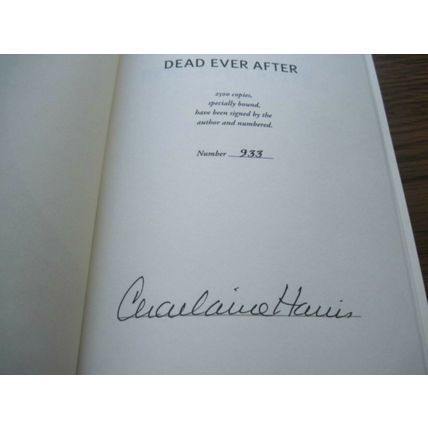 DEAD EVER AFTER
2500 copies,
specially bound,
have been signed by the
author and numbered.
Number 933
Charlaine Harris